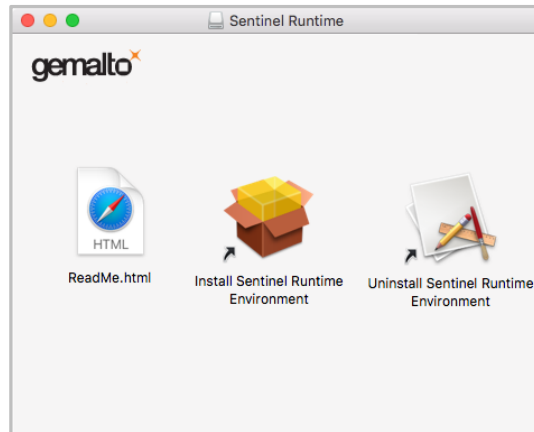 Sentinel Runtime
gemalto
HTML
ReadMe.html
Install Sentinel Runtime
Environment
Uninstall Sentinel Runtime
Environment